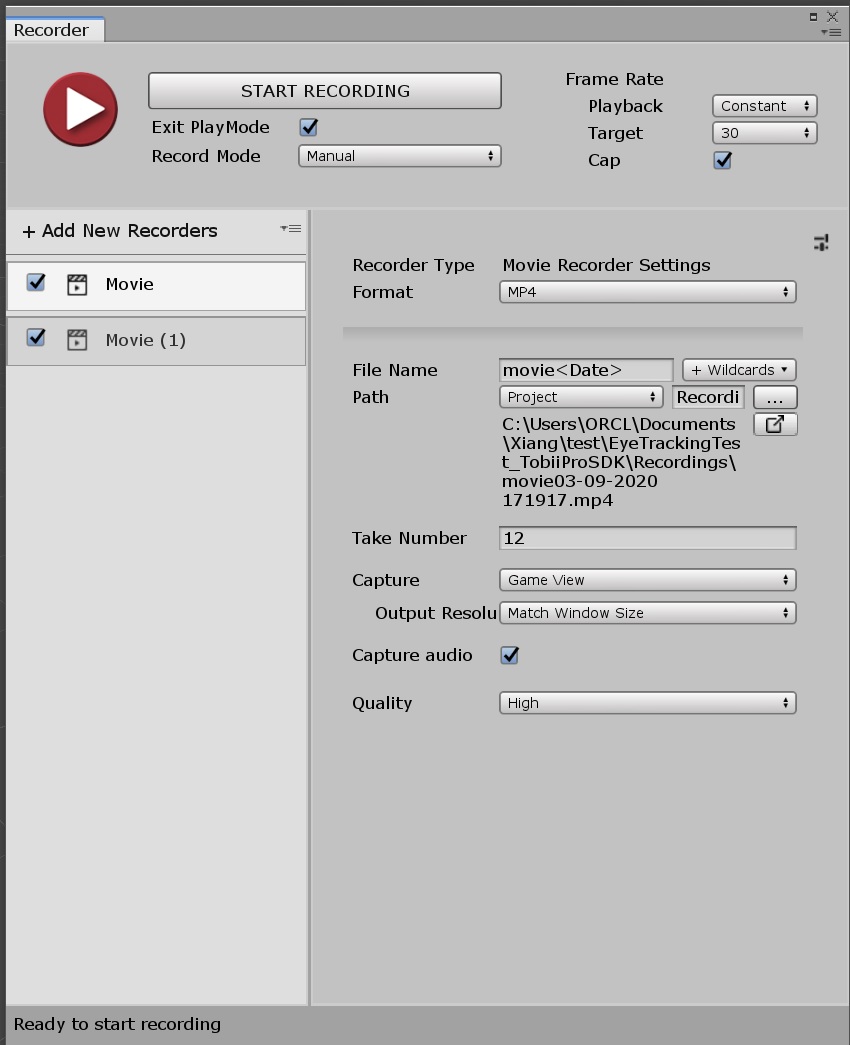 Recorder
START RECORDING
Exit PlayMode
Record Mode
Manual
Frame Rate
Playback
Constant
Target
30
Cap
+ Add New Recorders
Movie
Movie (1)
Recorder Type
Movie Recorder Settings
Format
MP4
File Name
movie<Date>
+ Wildcards
Path
Project
Recordi
...
C:\Users\ORCL\Documents
\Xiang\test\EyeTrackingTes
t_TobiiProSDK\Recordings\
movie03-09-2020
171917.mp4
Take Number
12
Capture
Game View
Output Resolu
Match Window Size
Capture audio
Quality
High
Ready to start recording